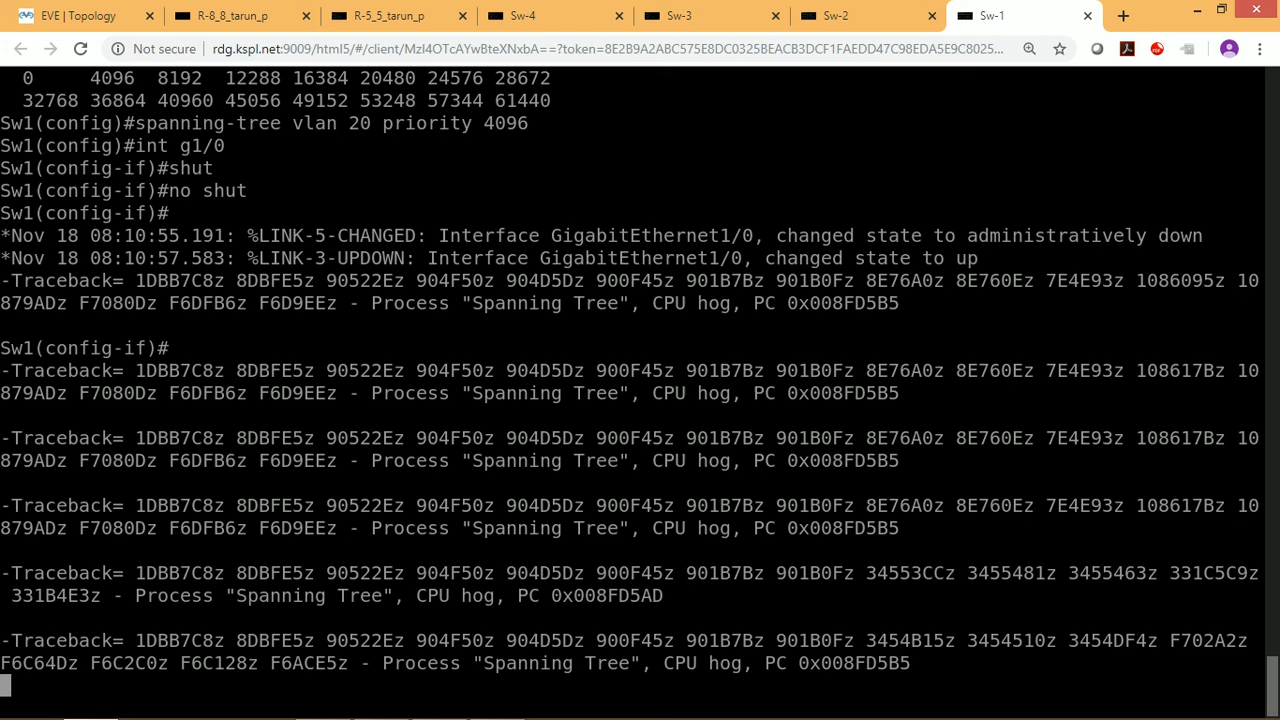 EVE | Topology
R-8_8_tarun_p
R-5_5_tarun_p
Sw-4
Sw-3
Sw-2
Sw-1
Not secure
rdg.kspl.net:9009/html5/#/client/MzI4OTcAYwBteXNxbA==?token=8E2B9A2ABC575E8DC0325BEACB3DCF1FAEDD47C98EDA5E9C8025...
0 4096 8192 12288 16384 20480 24576 28672
32768 36864 40960 45056 49152 53248 57344 61440
Sw1(config)#spanning-tree vlan 20 priority 4096
Sw1(config)#int g1/0
Sw1(config-if)#shut
Sw1(config-if)#no shut
Sw1(config-if)#
*Nov 18 08:10:55.191: %LINK-5-CHANGED: Interface GigabitEthernet1/0, changed state to administratively down
*Nov 18 08:10:57.583: %LINK-3-UPDOWN: Interface GigabitEthernet1/0, changed state to up
-Traceback= 1DBB7C8z 8DBFE5z 90522Ez 904F50z 904D5Dz 900F45z 901B7Bz 901B0Fz 8E76A0z 8E760Ez 7E4E93z 1086095z 10
879ADz F7080Dz F6DFB6z F6D9EEz - Process "Spanning Tree", CPU hog, PC 0x008FD5B5
Sw1(config-if)#
-Traceback= 1DBB7C8z 8DBFE5z 90522Ez 904F50z 904D5Dz 900F45z 901B7Bz 901B0Fz 8E76A0z 8E760Ez 7E4E93z 108617Bz 10
879ADz F7080Dz F6DFB6z F6D9EEz - Process "Spanning Tree", CPU hog, PC 0x008FD5B5
-Traceback= 1DBB7C8z 8DBFE5z 90522Ez 904F50z 904D5Dz 900F45z 901B7Bz 901B0Fz 8E76A0z 8E760Ez 7E4E93z 108617Bz 10
879ADz F7080Dz F6DFB6z F6D9EEz - Process "Spanning Tree", CPU hog, PC 0x008FD5B5
-Traceback= 1DBB7C8z 8DBFE5z 90522Ez 904F50z 904D5Dz 900F45z 901B7Bz 901B0Fz 8E76A0z 8E760Ez 7E4E93z 108617Bz 10
879ADz F7080Dz F6DFB6z F6D9EEz - Process "Spanning Tree", CPU hog, PC 0x008FD5B5
-Traceback= 1DBB7C8z 8DBFE5z 90522Ez 904F50z 904D5Dz 900F45z 901B7Bz 901B0Fz 34553CCz 3455481z 3455463z 331C5C9z
331B4E3z - Process "Spanning Tree", CPU hog, PC 0x008FD5AD
-Traceback= 1DBB7C8z 8DBFE5z 90522Ez 904F50z 904D5Dz 900F45z 901B7Bz 901B0Fz 3454B15z 3454510z 3454DF4z F702A2z
F6C64Dz F6C2C0z F6C128z F6ACE5z - Process "Spanning Tree", CPU hog, PC 0x008FD5B5